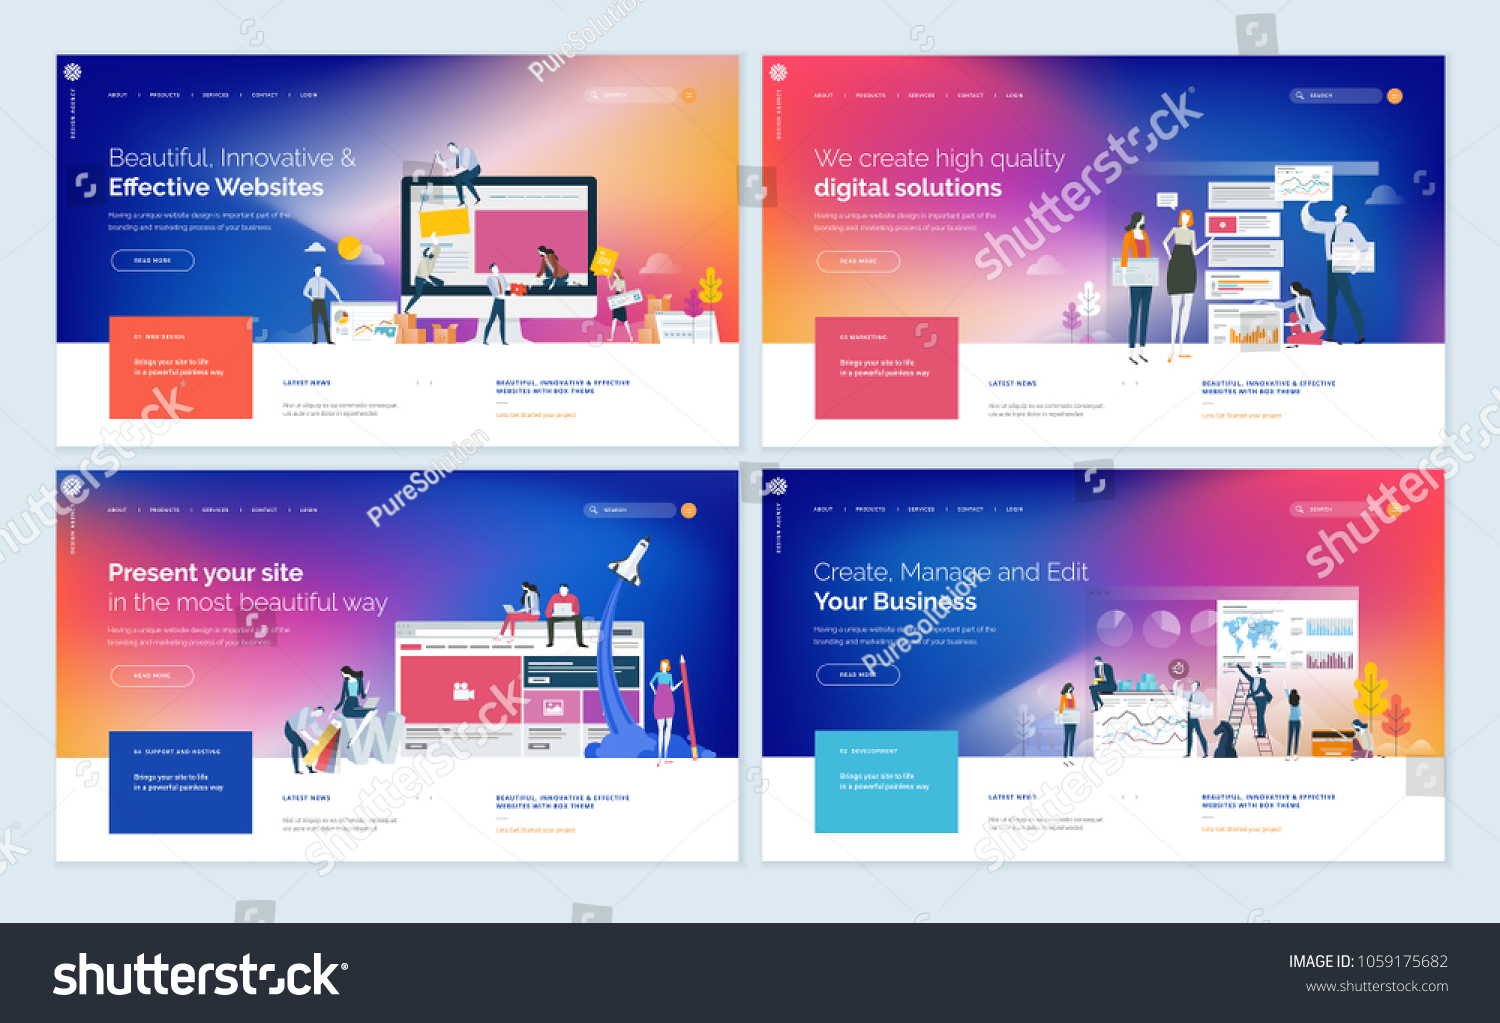 DESIGN AGENCY
ABOUT | PRODUCTS | SERVICES | CONTACT | LOGIN
SEARCH
Beautiful, Innovative &
Effective Websites
Having a unique website design is important part of the
branding and marketing process of your business
READ MORE
01 WEB DESIGN
Brings your site to life
in a powerful painless way
LATEST NEWS
Nisi ut aliquip ex ea commodo consequat.
uis aute irure dolor in reprehenderit
BEAUTIFUL, INNOVATIVE & EFFECTIVE
WEBSITES WITH BOX THEME
Lets Get Started your project
DESIGN AGENCY
ABOUT | PRODUCTS | SERVICES | CONTACT | LOGIN
SEARCH
We create high quality
digital solutions
Having a unique website design is important part of the
branding and marketing process of your business
READ MORE
03 MARKETING
Brings your site to life
in a powerful painless way
LATEST NEWS
Nisi ut aliquip ex ea commodo consequat.
uis aute irure dolor in reprehenderit
BEAUTIFUL, INNOVATIVE & EFFECTIVE
WEBSITES WITH BOX THEME
Lets Get Started your project
DESIGN AGENCY
ABOUT | PRODUCTS | SERVICES | CONTACT | LOGIN
SEARCH
Present your site
in the most beautiful way
Having a unique website design is important part of the
branding and marketing process of your business
READ MORE
WWW
04 SUPPORT AND HOSTING
Brings your site to life
in a powerful painless way
LATEST NEWS
Nisi ut aliquip ex ea commodo consequat.
uis aute irure dolor in reprehenderit
BEAUTIFUL, INNOVATIVE & EFFECTIVE
WEBSITES WITH BOX THEME
Lets Get Started your project
DESIGN AGENCY
ABOUT | PRODUCTS | SERVICES | CONTACT | LOGIN
SEARCH
Create, Manage and Edit
Your Business
Having a unique website design is important part of the
branding and marketing process of your business
READ MORE
02 DEVELOPMENT
Brings your site to life
in a powerful painless way
LATEST NEWS
Nisi ut aliquip ex ea commodo consequat.
uis aute irure dolor in reprehenderit
BEAUTIFUL, INNOVATIVE & EFFECTIVE
WEBSITES WITH BOX THEME
Lets Get Started your project
PureSolution
shutterstock
PureSolution
shutterstock
shutterstock
PureSolution
shutterstock
shutterstock
shutterstock
shutterstock
IMAGE ID: 1059175682
www.shutterstock.com